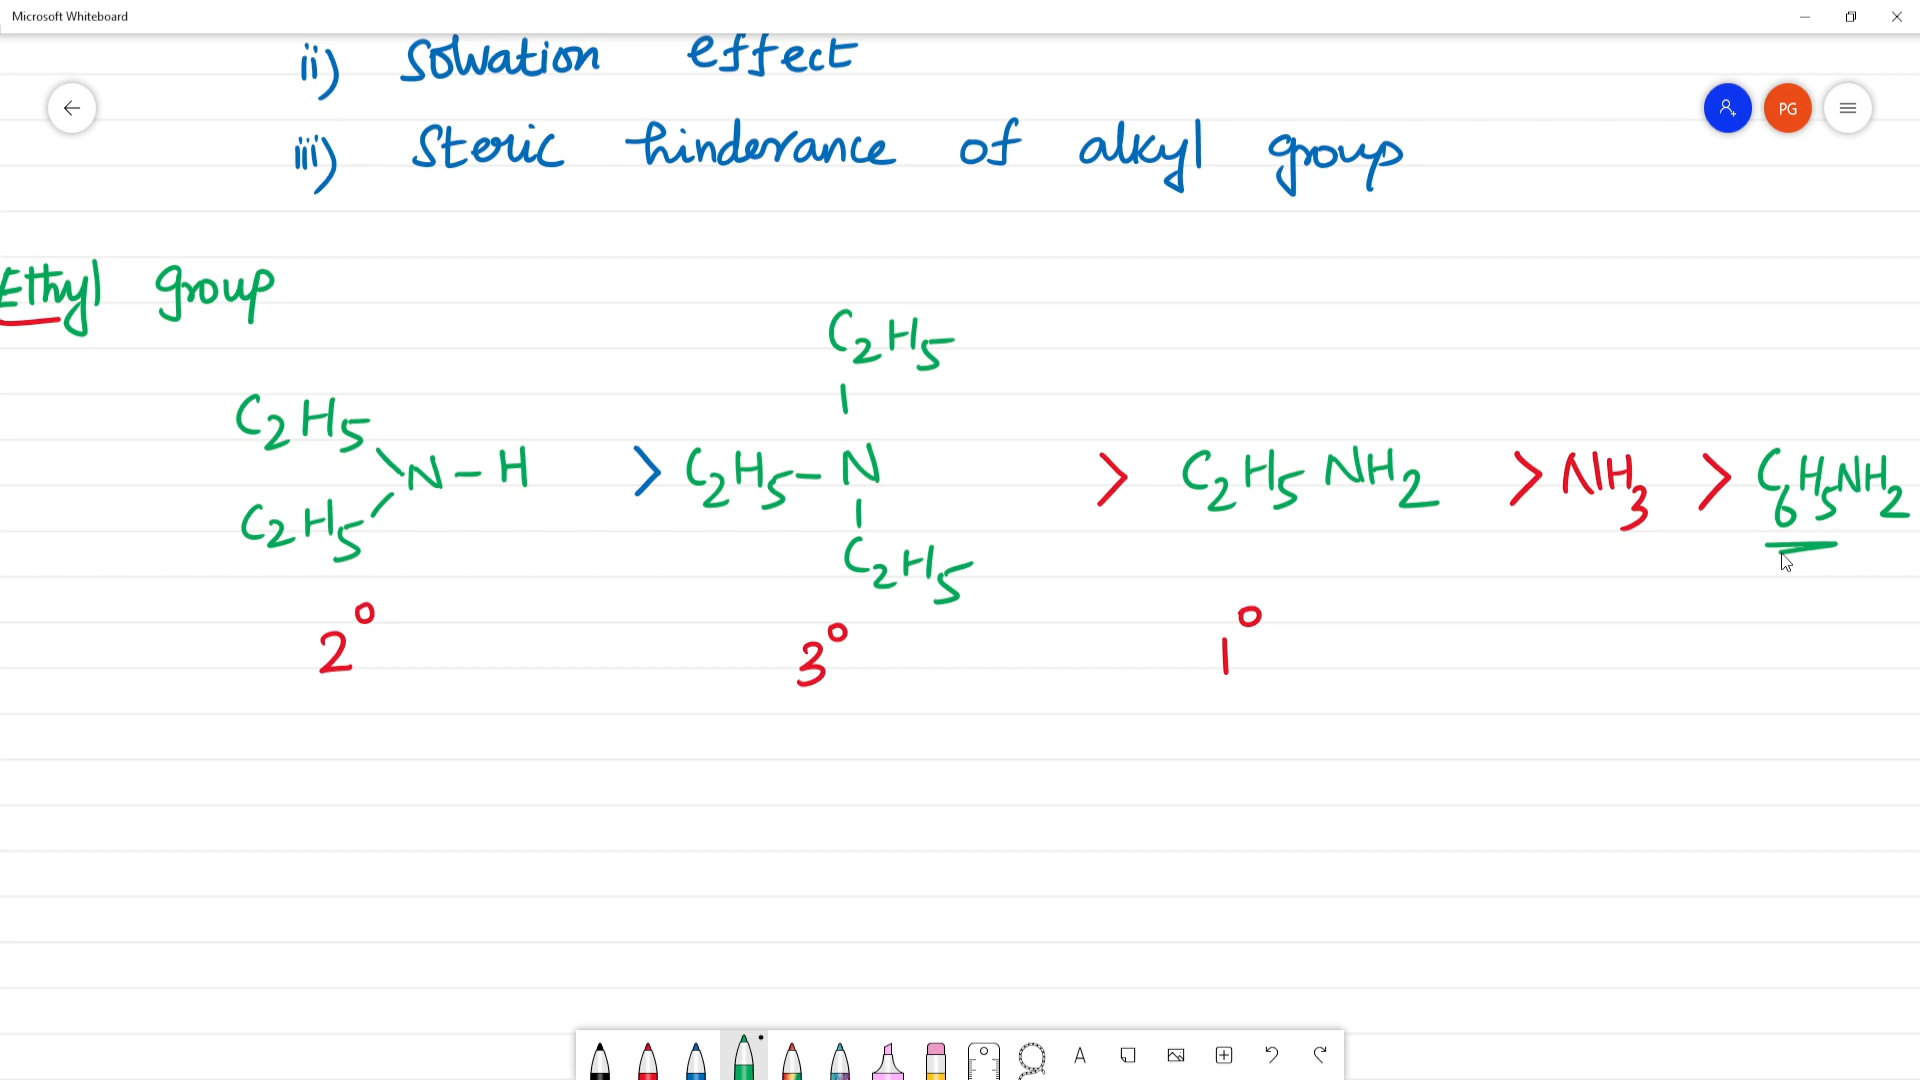 Microsoft Whiteboard
ii) Solvation effect
PG
iii) Steric hinderance of alkyl group
Ethyl group
C2H5
C2H5
N-H > C2H5-N > C2H5NH2 > NH3 > C6H5NH2
C2H5
C2H5
2° 3° 1°
A